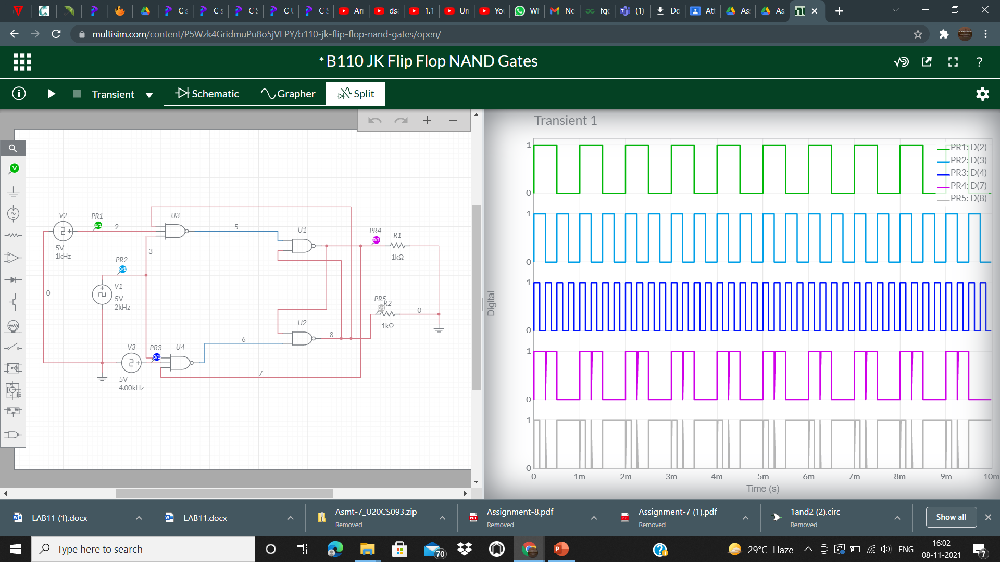 C s
C s
C S
C U
C S
Ar
ds
1.1
Un
Yo
Wh
Ne
fge
(1)
Do
Att
As
As
multisim.com/content/P5Wzk4GridmuPu8o5jVEPY/b110-jk-flip-flop-nand-gates/open/
*B110 JK Flip Flop NAND Gates
?
Transient
Schematic
Grapher
Split
Transient 1
V2
PR1
2
5V
1kHz
U3
5
U1
PR4
R1
1kΩ
3
PR2
V1
5V
2kHz
0
PR5
R2
1kΩ
0
U2
8
6
V3
PR3
U4
5V
4.00kHz
7
Digital
1
0
1
0
1
0
1
0
1
0
PR1: D(2)
PR2: D(3)
PR3: D(4)
PR4: D(7)
PR5: D(8)
0 1m 2m 3m 4m 5m 6m 7m 8m 9m 10m
Time (s)
LAB11 (1).docx
LAB11.docx
Asmt-7_U20CS093.zip
Removed
Assignment-8.pdf
Removed
Assignment-7 (1).pdf
Removed
1and2 (2).circ
Removed
Show all
Type here to search
70
29°C Haze
ENG
16:02
08-11-2021
7